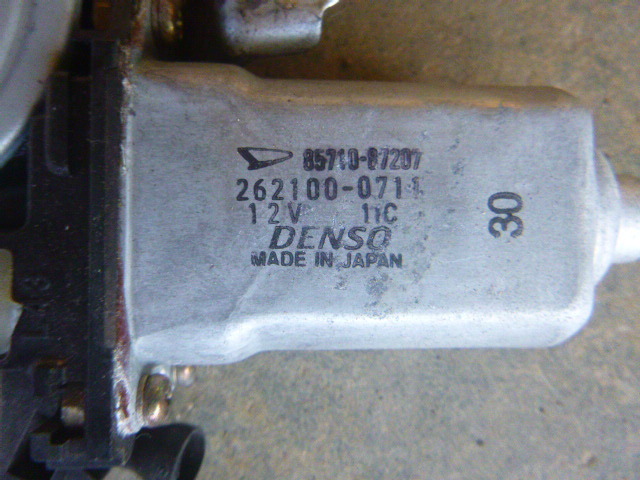 85710-87207
262100-0711
12V 11C
DENSO
MADE IN JAPAN
30